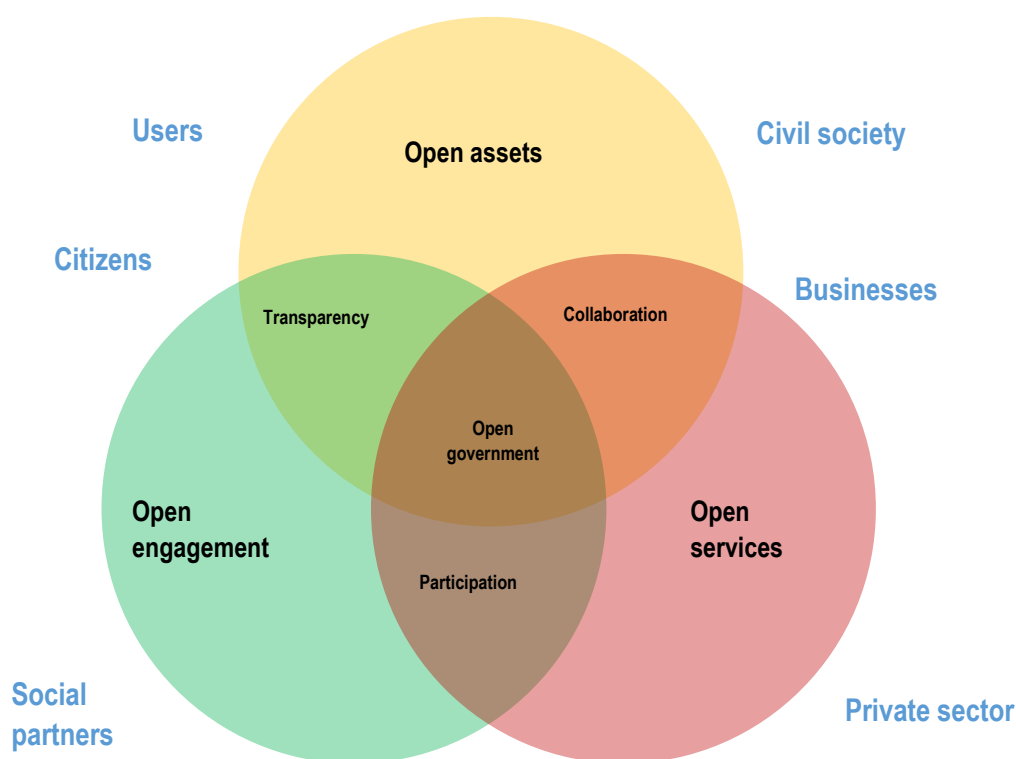 Users
Civil society
Open assets
Citizens
Businesses
Transparency
Collaboration
Open
government
Open
engagement
Open
services
Participation
Social
partners
Private sector